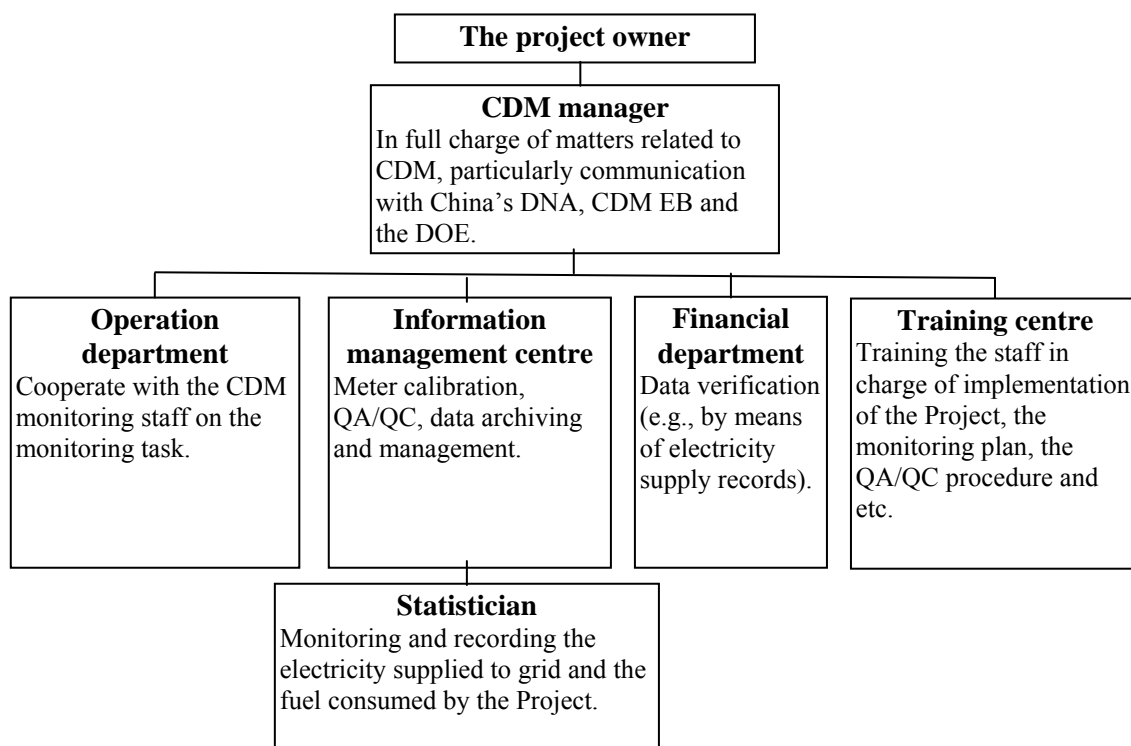 The project owner
CDM manager
In full charge of matters related to
CDM, particularly communication
with China's DNA, CDM EB and
the DOE.
Operation
department
Cooperate with the CDM
monitoring staff on the
monitoring task.
Information
management centre
Meter calibration,
QA/QC, data archiving
and management.
Financial
department
Data verification
(e.g., by means
of electricity
supply records).
Training centre
Training the staff in
charge of implementation
of the Project, the
monitoring plan, the
QA/QC procedure and
etc.
Statistician
Monitoring and recording the
electricity supplied to grid and the
fuel consumed by the Project.